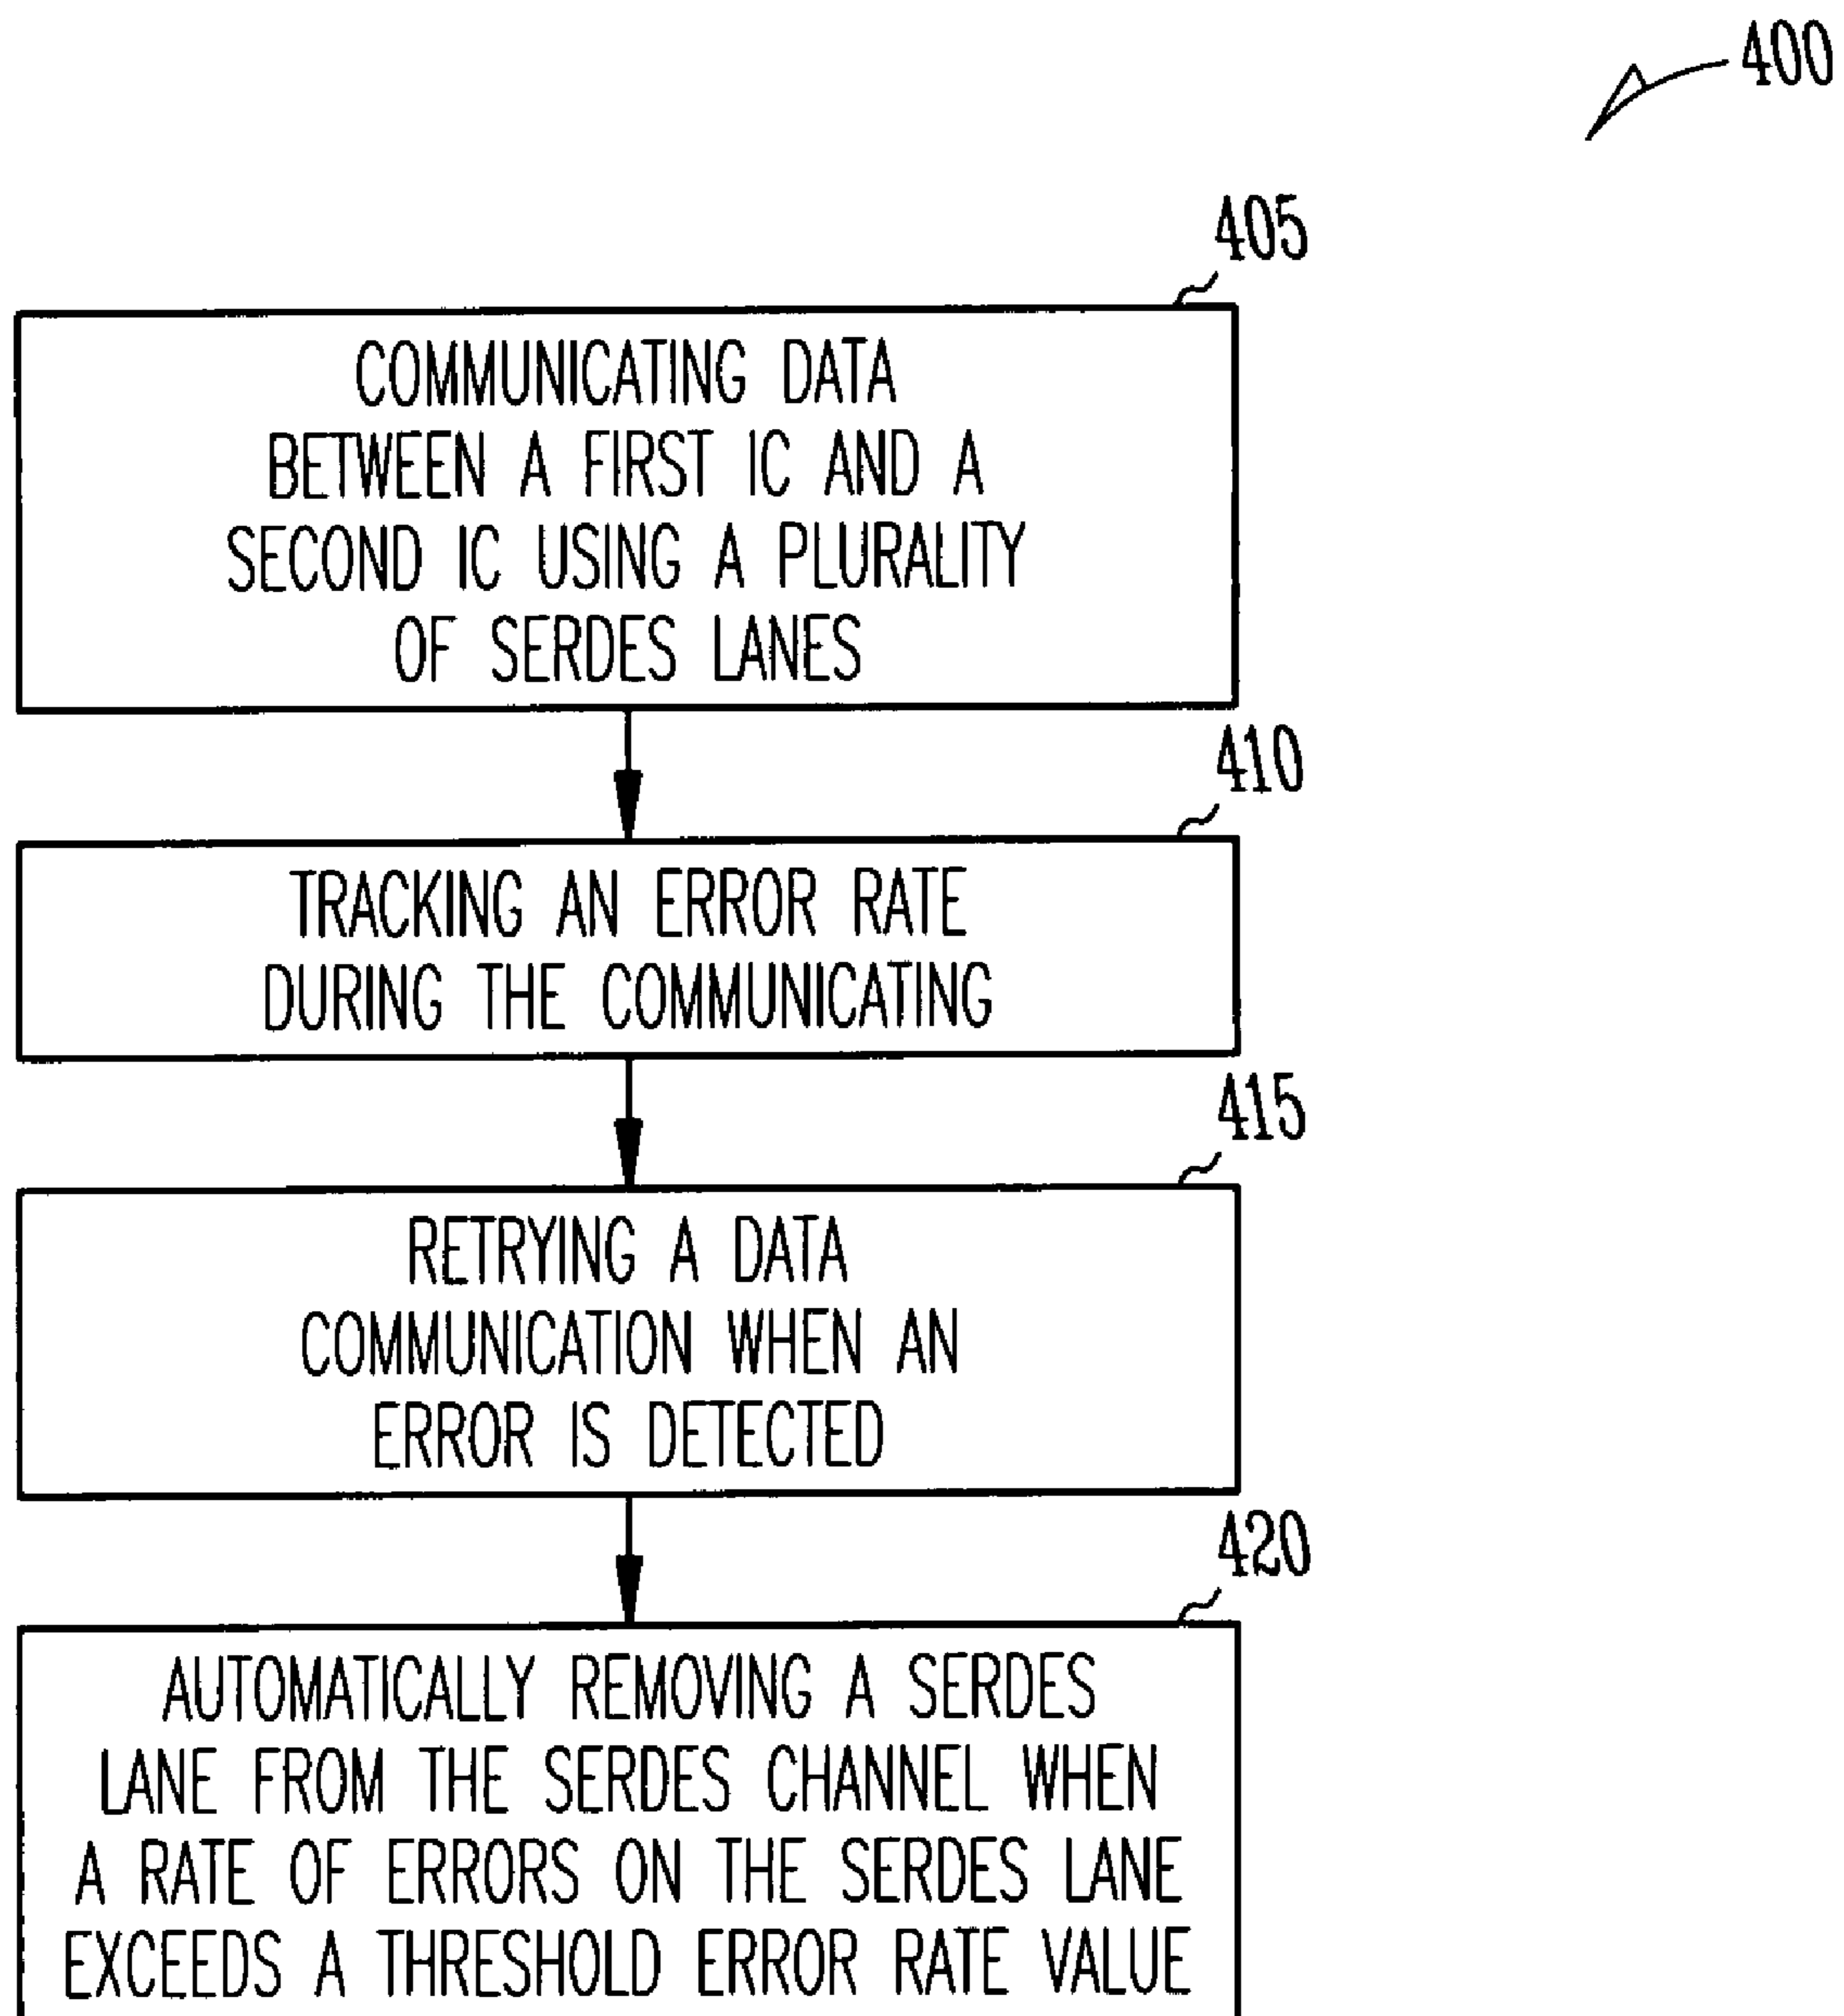 400
405
COMMUNICATING DATA
BETWEEN A FIRST IC AND A
SECOND IC USING A PLURALITY
OF SERDES LANES
410
TRACKING AN ERROR RATE
DURING THE COMMUNICATING
415
RETRYING A DATA
COMMUNICATION WHEN AN
ERROR IS DETECTED
420
AUTOMATICALLY REMOVING A SERDES
LANE FROM THE SERDES CHANNEL WHEN
A RATE OF ERRORS ON THE SERDES LANE
EXCEEDS A THRESHOLD ERROR RATE VALUE